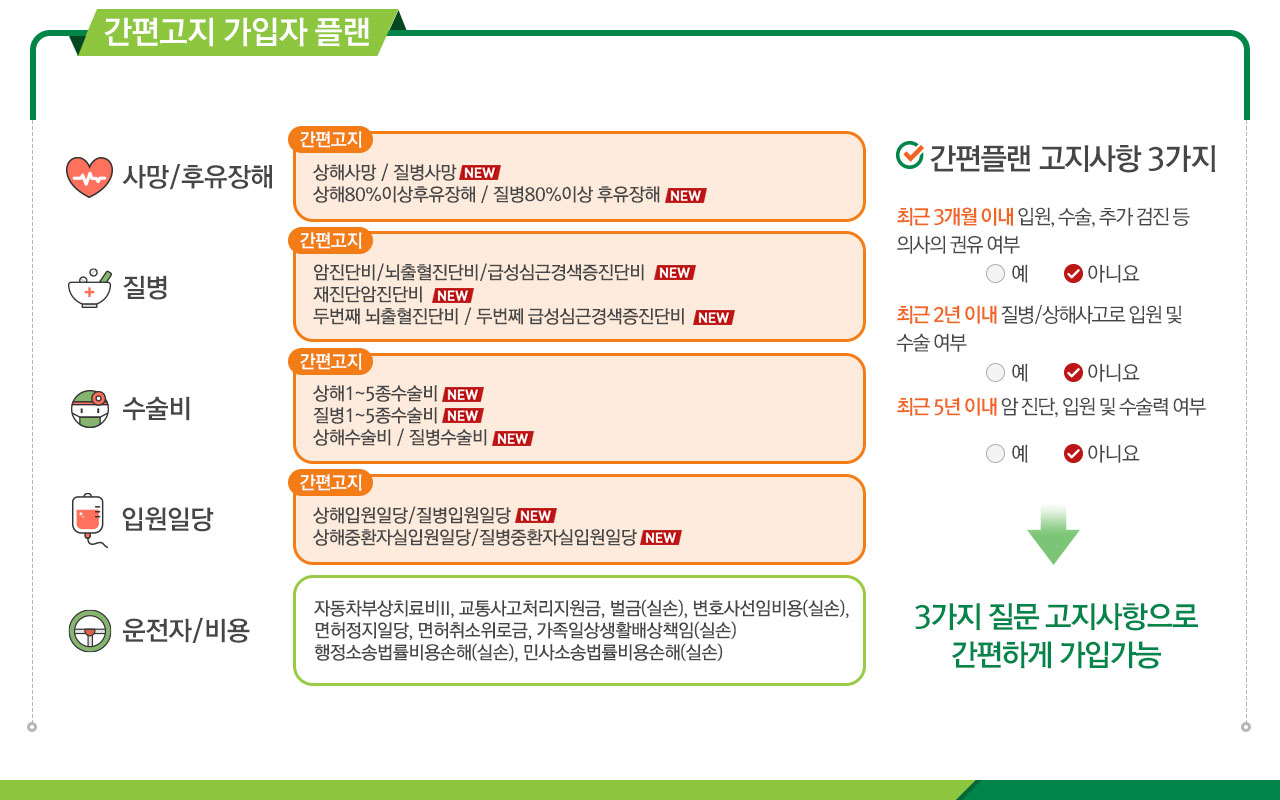 간편고지 가입자 플랜
사망/후유장해
간편고지
상해사망 / 질병사망 NEW
상해80%이상후유장해 / 질병80%이상 후유장해 NEW
질병
간편고지
암진단비/뇌출혈진단비/급성심근경색증진단비 NEW
재진단암진단비 NEW
두번째 뇌출혈진단비 / 두번째 급성심근경색증진단비 NEW
수술비
간편고지
상해1~5종수술비 NEW
질병1~5종수술비 NEW
상해수술비 / 질병수술비 NEW
입원일당
간편고지
상해입원일당/질병입원일당 NEW
상해중환자실입원일당/질병중환자실입원일당 NEW
운전자/비용
자동차부상치료비II, 교통사고처리지원금, 벌금(실손), 변호사선임비용(실손),
면허정지일당, 면허취소위로금, 가족일상생활배상책임(실손)
행정소송법률비용손해(실손), 민사소송법률비용손해(실손)
간편플랜 고지사항 3가지
최근 3개월 이내 입원, 수술, 추가 검진 등
의사의 권유 여부
예 아니요
최근 2년 이내 질병/상해사고로 입원 및
수술 여부
예 아니요
최근 5년 이내 암 진단, 입원 및 수술력 여부
예 아니요
3가지 질문 고지사항으로
간편하게 가입가능